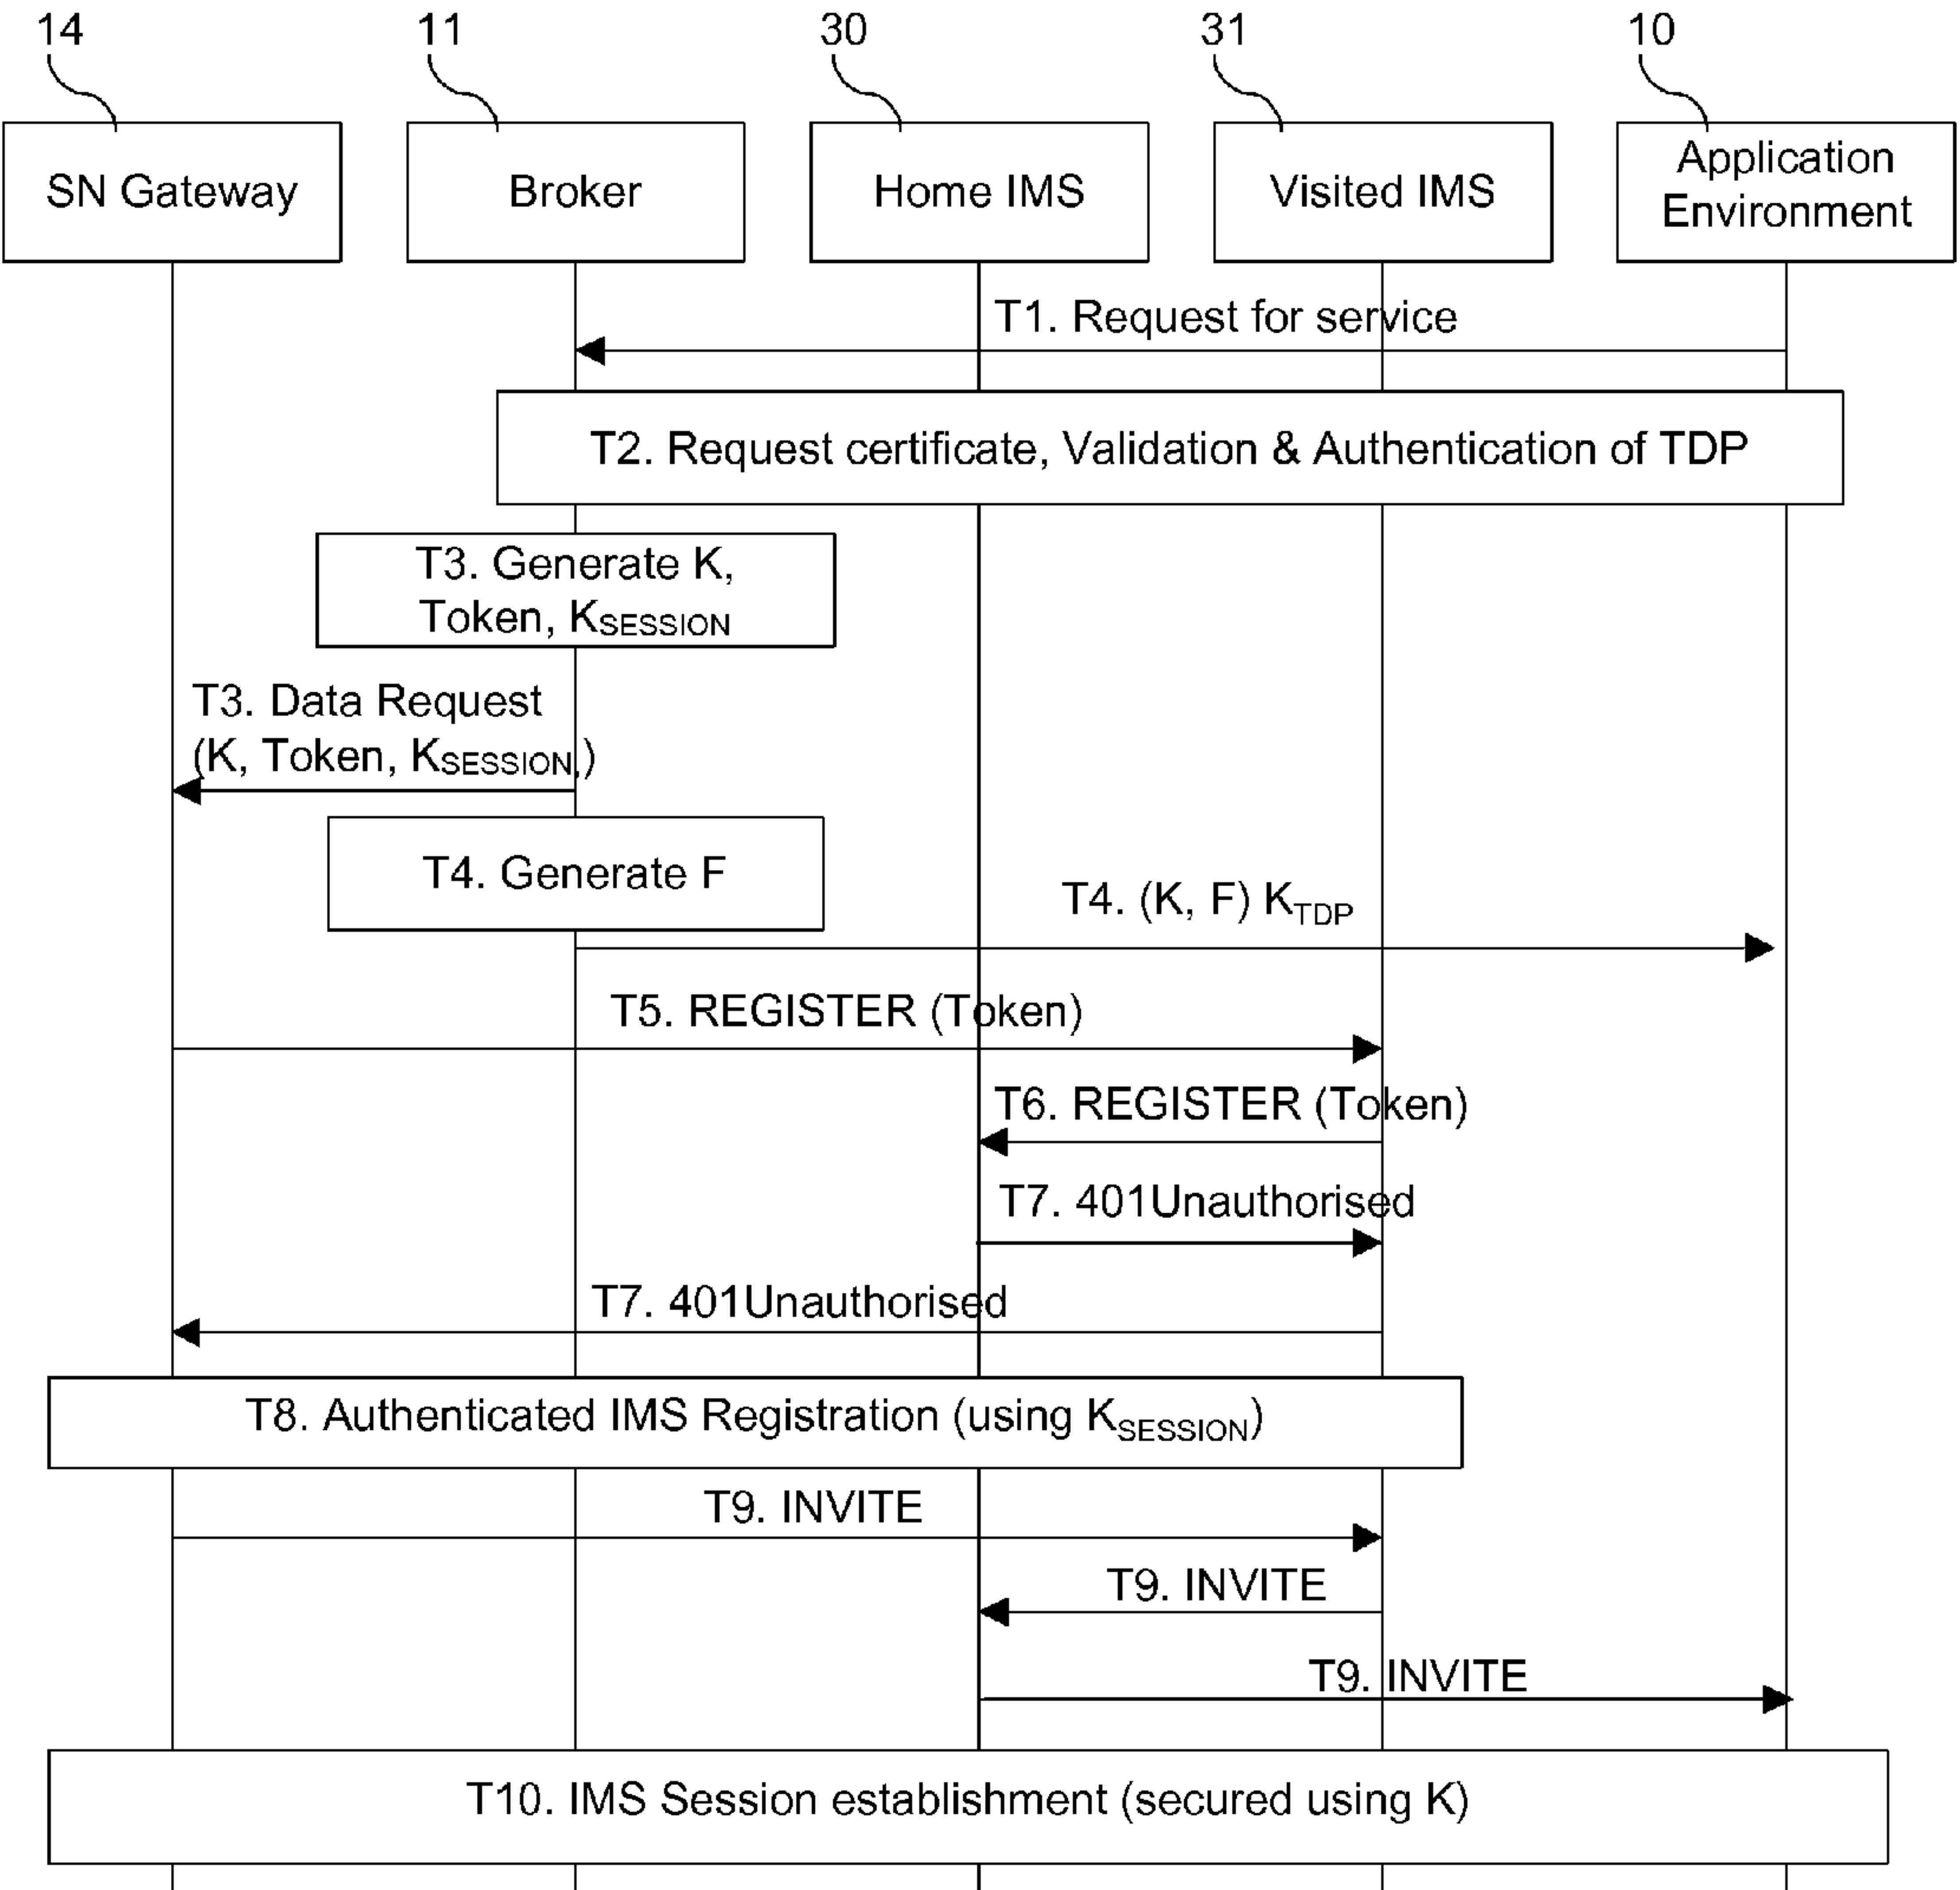 14 11 30 31 10
SN Gateway
Broker
Home IMS
Visited IMS
Application
Environment
T1. Request for service
T2. Request certificate, Validation & Authentication of TDP
T3. Generate K,
Token, KSESSION
T3. Data Request
(K, Token, KSESSION,)
T4. Generate F
T4. (K, F) KTDP
T5. REGISTER (Token)
T6. REGISTER (Token)
T7. 401Unauthorised
T7. 401Unauthorised
T8. Authenticated IMS Registration (using KSESSION)
T9. INVITE
T9. INVITE
T9. INVITE
T10. IMS Session establishment (secured using K)